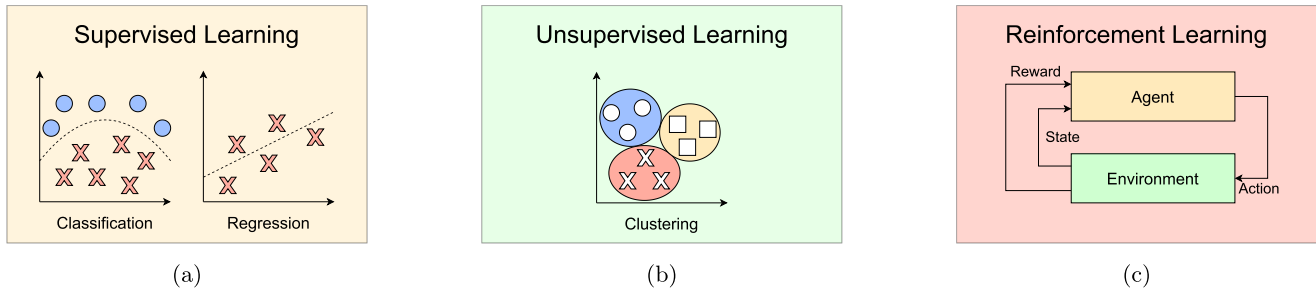 Supervised Learning
Classification
Regression
(a)
Unsupervised Learning
Clustering
(b)
Reinforcement Learning
Reward
Agent
State
Environment
Action
(c)